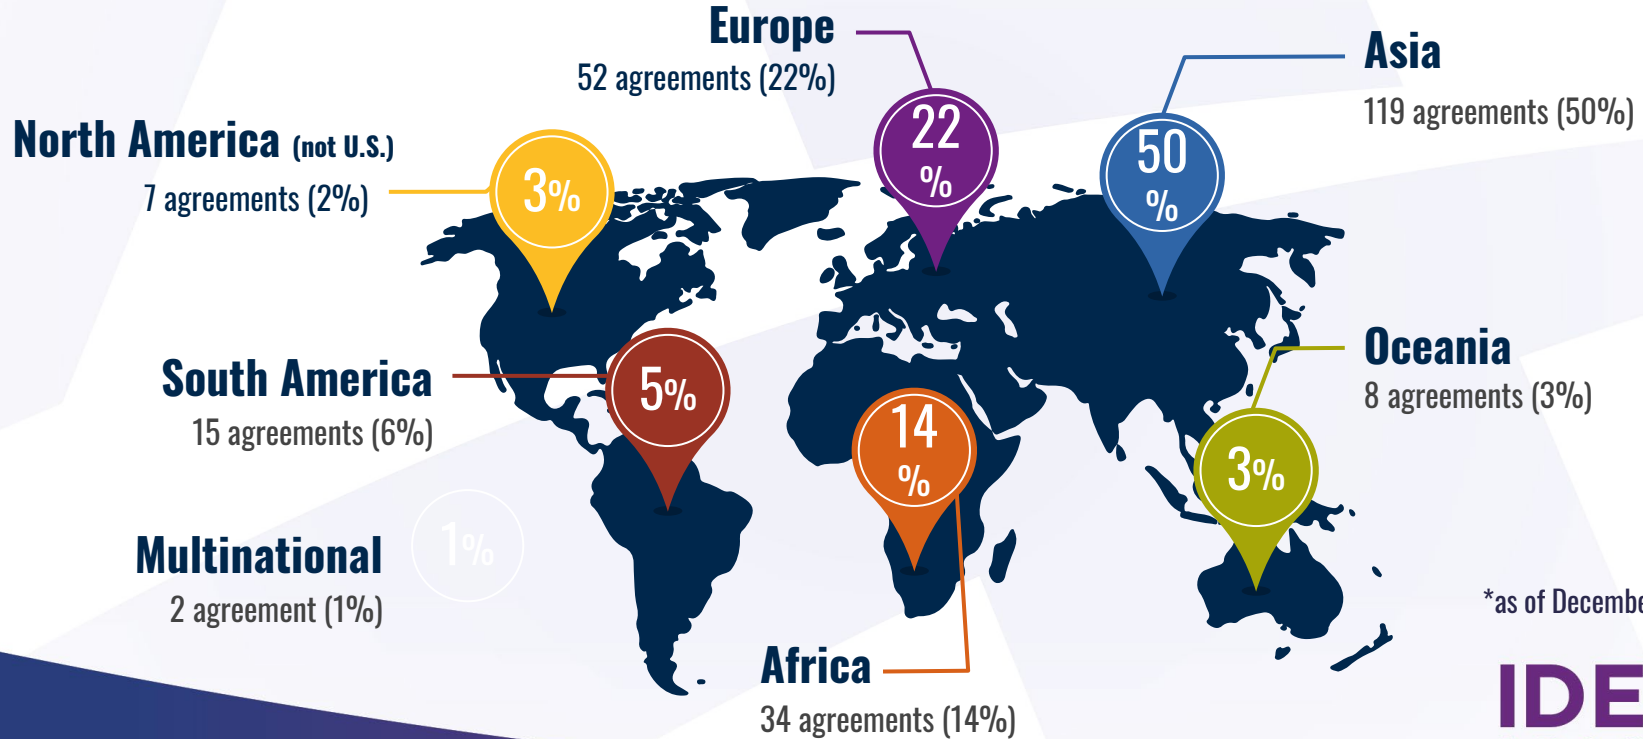 Europe
52 agreements (22%)
22
%
Asia
119 agreements (50%)
50
%
North America (not U.S.)
7 agreements (2%)
3%
South America
15 agreements (6%)
5%
Oceania
8 agreements (3%)
3%
14
%
Multinational
2 agreement (1%)
1%
Africa
34 agreements (14%)
*as of Decembe
IDE